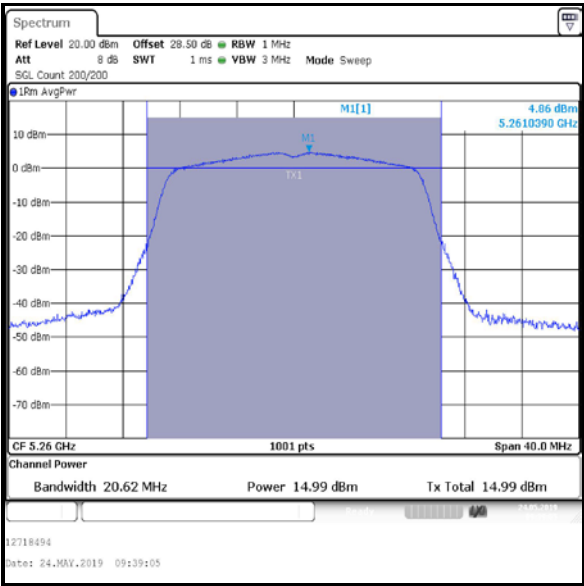 Spectrum
Ref Level 20.00 dBm Offset 28.50 dB RBW 1 MHz
Att 8 dB SWT 1 ms VBW 3 MHz Mode Sweep
SGL Count 200/200
1Rm AvgPwr
M1[1] 4.86 dBm
5.2610390 GHz
10 dBm
M1
0 dBm
TX1
-10 dBm
-20 dBm
-30 dBm
-40 dBm
-50 dBm
-60 dBm
-70 dBm
CF 5.26 GHz 1001 pts Span 40.0 MHz
Channel Power
Bandwidth 20.62 MHz Power 14.99 dBm Tx Total 14.99 dBm
Ready 24.05.2019
12718494
Date: 24.MAY.2019 09:39:05